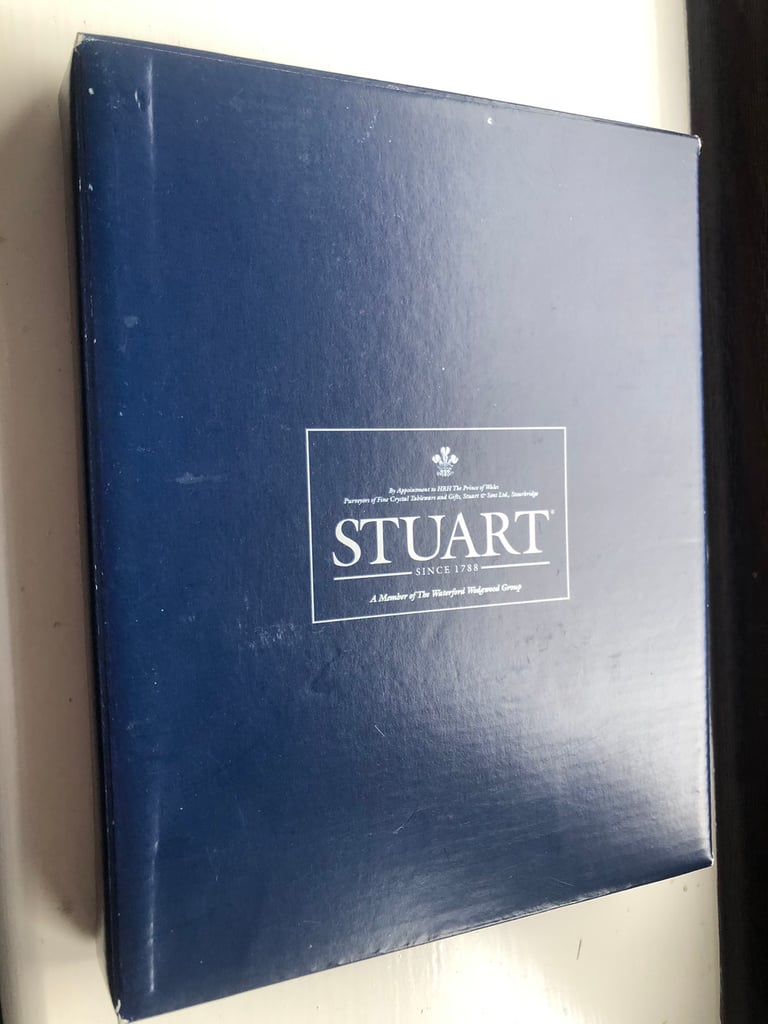 By Appointment to HRH The Prince of Wales
Purveyors of Fine Crystal Tableware and Gifts, Stuart & Sons Ltd., Stourbridge
STUART®
SINCE 1788
A Member of The Waterford Wedgwood Group